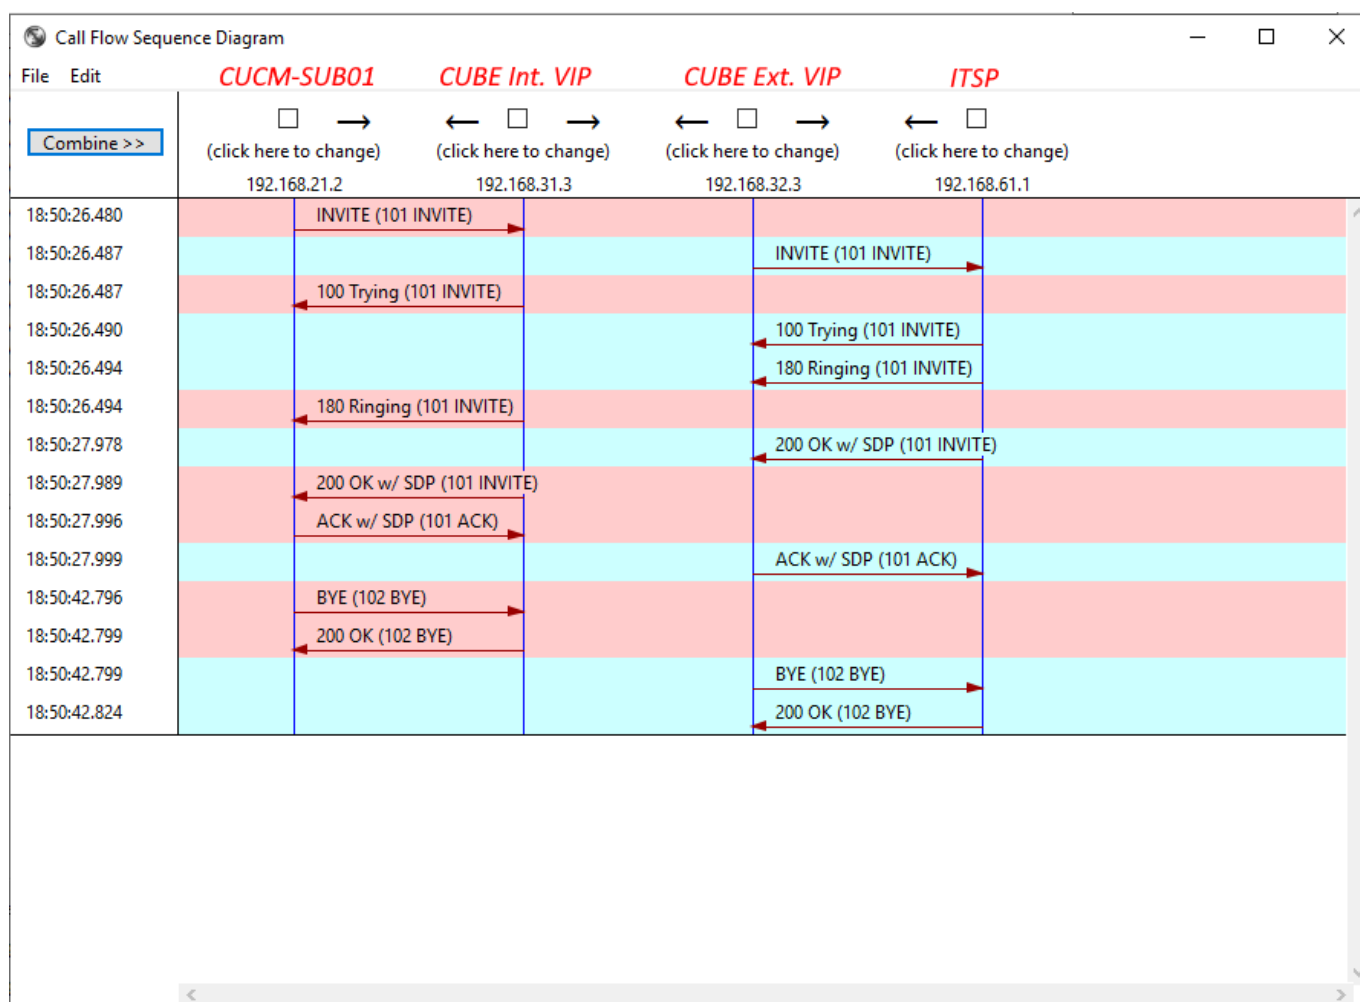 Call Flow Sequence Diagram
File Edit CUCM-SUB01 CUBE Int. VIP CUBE Ext. VIP ITSP
Combine >>
(click here to change) (click here to change) (click here to change) (click here to change)
192.168.21.2 192.168.31.3 192.168.32.3 192.168.61.1
18:50:26.480 INVITE (101 INVITE)
18:50:26.487 INVITE (101 INVITE)
18:50:26.487 100 Trying (101 INVITE)
18:50:26.490 100 Trying (101 INVITE)
18:50:26.494 180 Ringing (101 INVITE)
18:50:26.494 180 Ringing (101 INVITE)
18:50:27.978 200 OK w/ SDP (101 INVITE)
18:50:27.989 200 OK w/ SDP (101 INVITE)
18:50:27.996 ACK w/ SDP (101 ACK)
18:50:27.999 ACK w/ SDP (101 ACK)
18:50:42.796 BYE (102 BYE)
18:50:42.799 200 OK (102 BYE)
18:50:42.799 BYE (102 BYE)
18:50:42.824 200 OK (102 BYE)